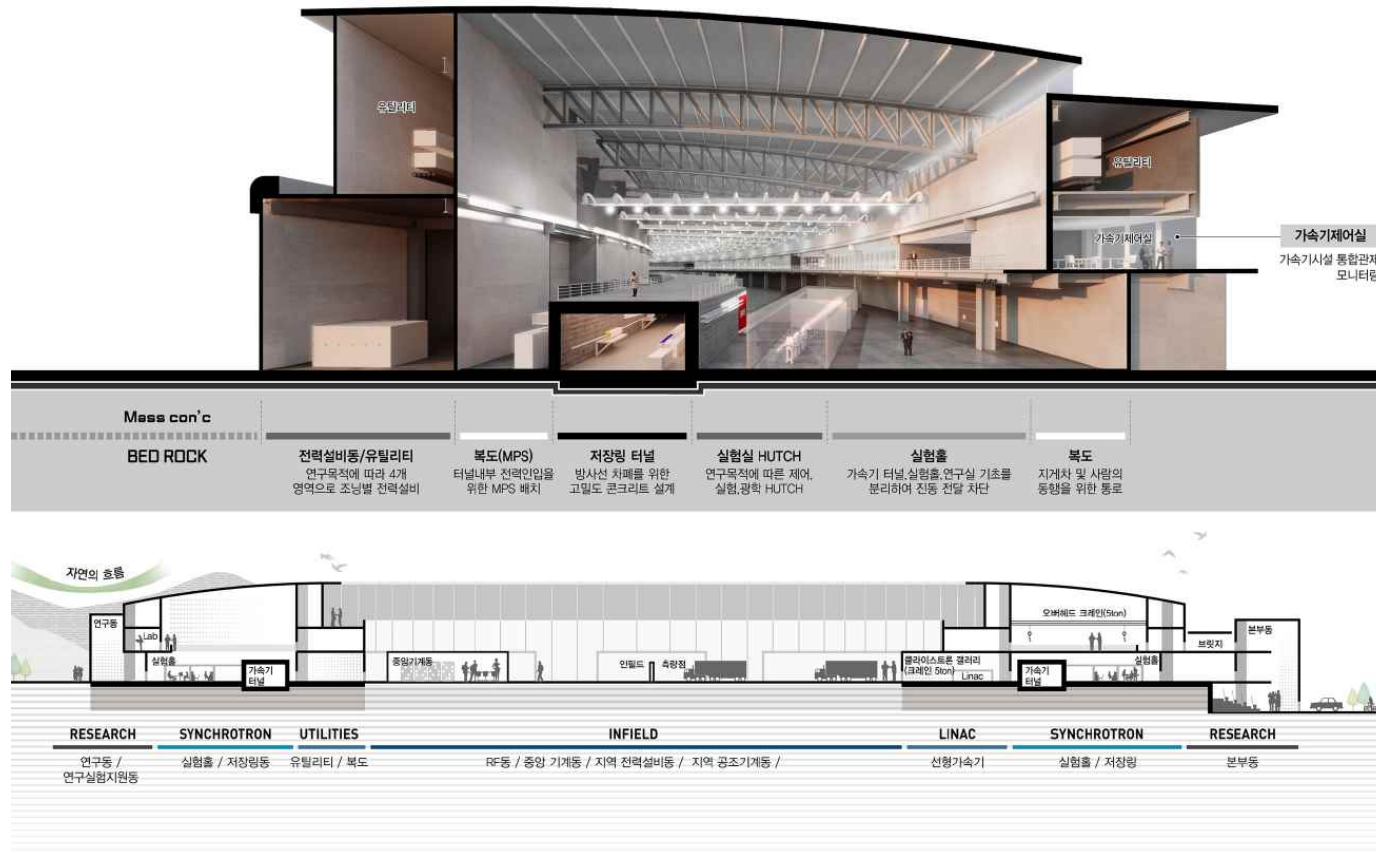 유틸리티
유틸리티
가속기제어실
가속기제어실
가속기시설 통합관제
모니터링
Mass con'c
BED ROCK
전력설비동/유틸리티
연구목적에 따라 4개
영역으로 조닝별 전력설비
복도(MPS)
터널내부 전력인입을
위한 MPS 배치
저장링 터널
방사선 차폐를 위한
고밀도 콘크리트 설계
실험실 HUTCH
연구목적에 따른 제어,
실험,광학 HUTCH
실험홀
가속기 터널,실험홀,연구실 기초를
분리하여 진동 전달 차단
복도
지게차 및 사람의
동행을 위한 통로
자연의 흐름
연구동
Lab
실험홀
가속기
터널
중앙기계동
인필드
측량점
클라이스트론 갤러리
(크레인 5ton)
Linac
오버헤드 크레인(5ton)
가속기
터널
실험홀
브릿지
본부동
RESEARCH
연구동 /
연구실험지원동
SYNCHROTRON
실험홀 / 저장링동
UTILITIES
유틸리티 / 복도
INFIELD
RF동 / 중앙 기계동 / 지역 전력설비동 / 지역 공조기계동 /
LINAC
선형가속기
SYNCHROTRON
실험홀 / 저장링
RESEARCH
본부동